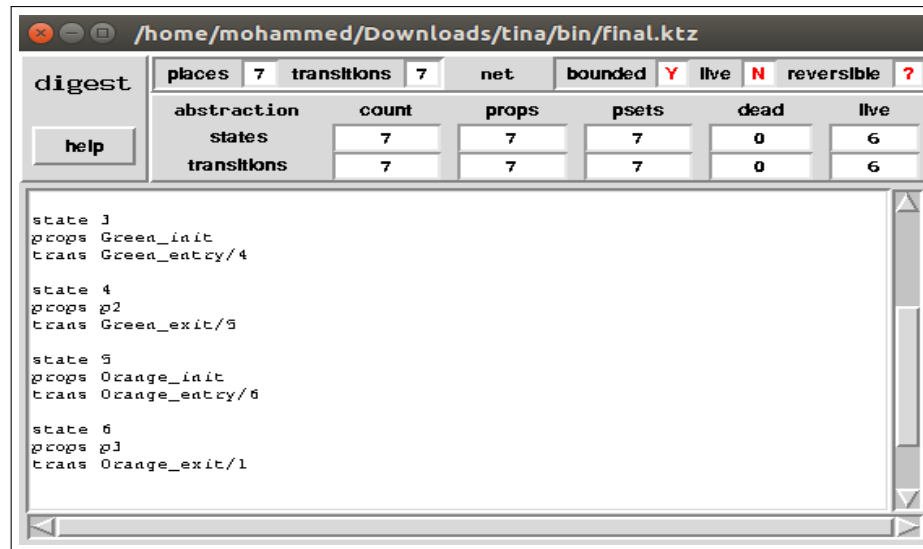 /home/mohammed/Downloads/tina/bin/final.ktz
digest
places 7 transitions 7 net bounded Y live N reversible ?
abstraction count props psets dead live
help
states 7 7 7 0 6
transitions 7 7 7 0 6
state 3
props Green_init
trans Green_entry/4
state 4
props p2
trans Green_exit/5
state 5
props Orange_init
trans Orange_entry/6
state 6
props p3
trans Orange_exit/1